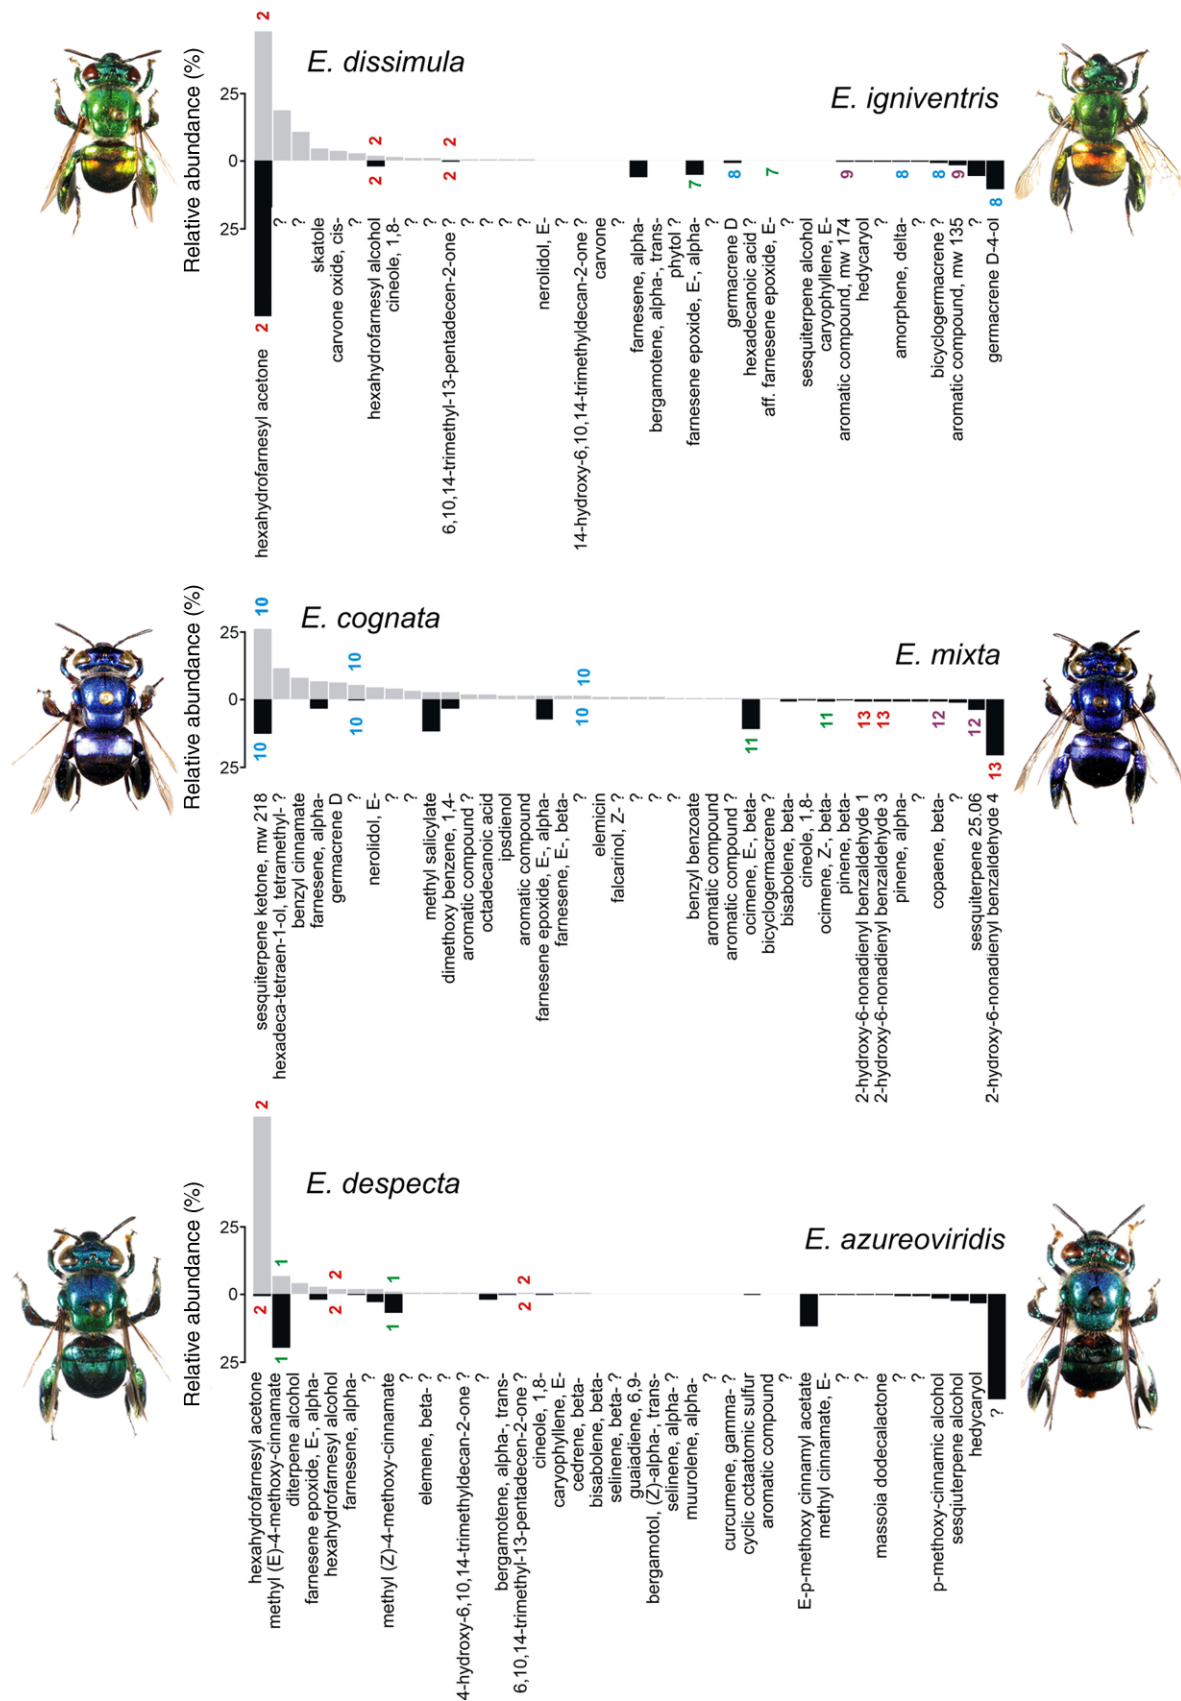 E. dissimula
E. igniventris
Relative abundance (%)
25
0
25
2
2
2
2
2
2
7
8
7
9
8
8
9
8
hexahydrofarnesyl acetone
?
?
skatole
carvone oxide, cis-
?
hexahydrofarnesyl alcohol
cineole, 1,8-
?
?
6,10,14-trimethyl-13-pentadecen-2-one ?
?
?
?
?
nerolidol, E-
?
14-hydroxy-6,10,14-trimethyldecan-2-one ?
carvone
?
farnesene, alpha-
bergamotene, alpha-, trans-
phytol ?
farnesene epoxide, E-, alpha-
?
germacrene D
hexadecanoic acid ?
aff. farnesene epoxide, E-
?
sesquiterpene alcohol
caryophyllene, E-
aromatic compound, mw 174
hedycaryol
?
amorphene, delta-
?
bicyclogermacrene ?
aromatic compound, mw 135
?
germacrene D-4-ol
E. cognata
E. mixta
Relative abundance (%)
25
0
25
10
10
10
10
10
10
11
11
13
13
12
12
13
sesquiterpene ketone, mw 218
hexadeca-tetraen-1-ol, tetramethyl- ?
benzyl cinnamate
farnesene, alpha-
germacrene D
?
nerolidol, E-
?
?
methyl salicylate
dimethoxy benzene, 1,4-
aromatic compound ?
octadecanoic acid
ipsdienol
aromatic compound
farnesene epoxide, E-, alpha-
farnesene, E-, beta-
?
elemicin
falcarinol, Z- ?
?
?
?
benzyl benzoate
aromatic compound
aromatic compound ?
ocimene, E-, beta-
bicyclogermacrene ?
bisabolene, beta-
cineole, 1,8-
ocimene, Z-, beta-
pinene, beta-
2-hydroxy-6-nonadienyl benzaldehyde 1
2-hydroxy-6-nonadienyl benzaldehyde 3
pinene, alpha-
?
copaene, beta-
?
sesquiterpene 25.06
2-hydroxy-6-nonadienyl benzaldehyde 4
E. despecta
E. azureoviridis
Relative abundance (%)
25
0
25
2
2
1
1
2
2
1
1
2
2
hexahydrofarnesyl acetone
methyl (E)-4-methoxy-cinnamate
diterpene alcohol
farnesene epoxide, E-, alpha-
hexahydrofarnesyl alcohol
farnesene, alpha-
?
methyl (Z)-4-methoxy-cinnamate
?
elemene, beta- ?
?
4-hydroxy-6,10,14-trimethyldecan-2-one ?
?
bergamotene, alpha-, trans-
6,10,14-trimethyl-13-pentadecen-2-one ?
cineole, 1,8-
caryophyllene, E-
cedrene, beta-
bisabolene, beta-
selinene, beta- ?
guaiadiene, 6,9-
bergamotol, (Z)-alpha-, trans-
selinene, alpha- ?
muurolene, alpha-
?
curcumene, gamma- ?
cyclic octaatomic sulfur
aromatic compound
?
E-p-methoxy cinnamyl acetate
methyl cinnamate, E-
?
?
massoia dodecalactone
?
?
p-methoxy-cinnamic alcohol
sesqiuterpene alcohol
hedycaryol
?